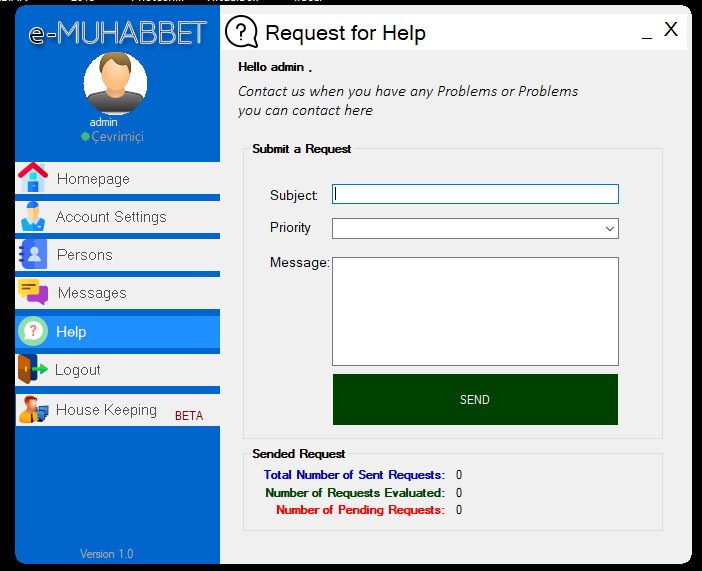 e-MUHABBET
admin
Çevrimiçi
Homepage
Account Settings
Persons
Messages
Help
Logout
House Keeping BETA
Version 1.0
Request for Help
_ X
Hello admin .
Contact us when you have any Problems or Problems
you can contact here
Submit a Request
Subject:
Priority
Message:
SEND
Sended Request
Total Number of Sent Requests: 0
Number of Requests Evaluated: 0
Number of Pending Requests: 0